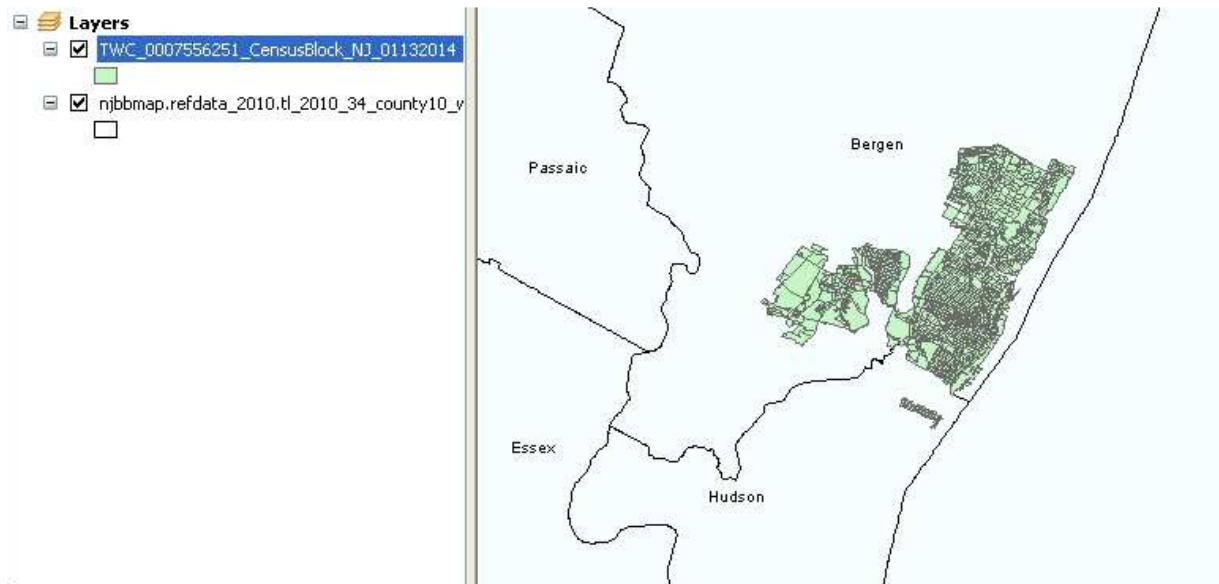 Layers
TWC_0007556251_CensusBlock_NJ_01132014
njbbmap.refdata_2010.tl_2010_34_county10_v
Bergen
Passaic
Essex
Hudson